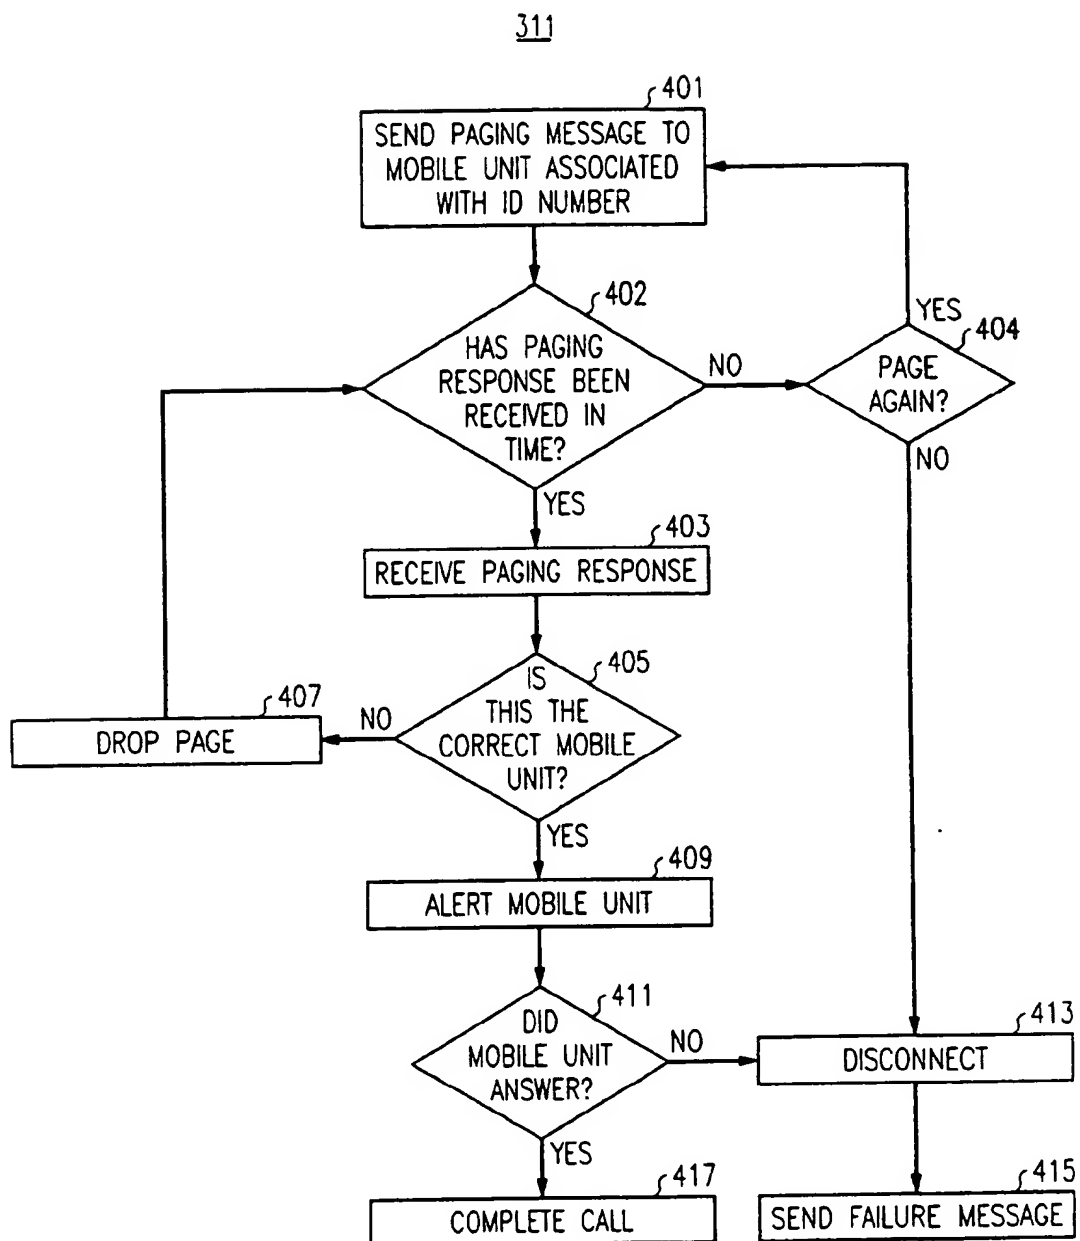 311
401
SEND PAGING MESSAGE TO
MOBILE UNIT ASSOCIATED
WITH ID NUMBER
402
HAS PAGING
RESPONSE BEEN
RECEIVED IN
TIME?
NO
YES
404
PAGE
AGAIN?
YES
NO
403
RECEIVE PAGING RESPONSE
405
IS
THIS THE
CORRECT MOBILE
UNIT?
NO
407
DROP PAGE
YES
409
ALERT MOBILE UNIT
411
DID
MOBILE UNIT
ANSWER?
NO
413
DISCONNECT
YES
417
COMPLETE CALL
415
SEND FAILURE MESSAGE